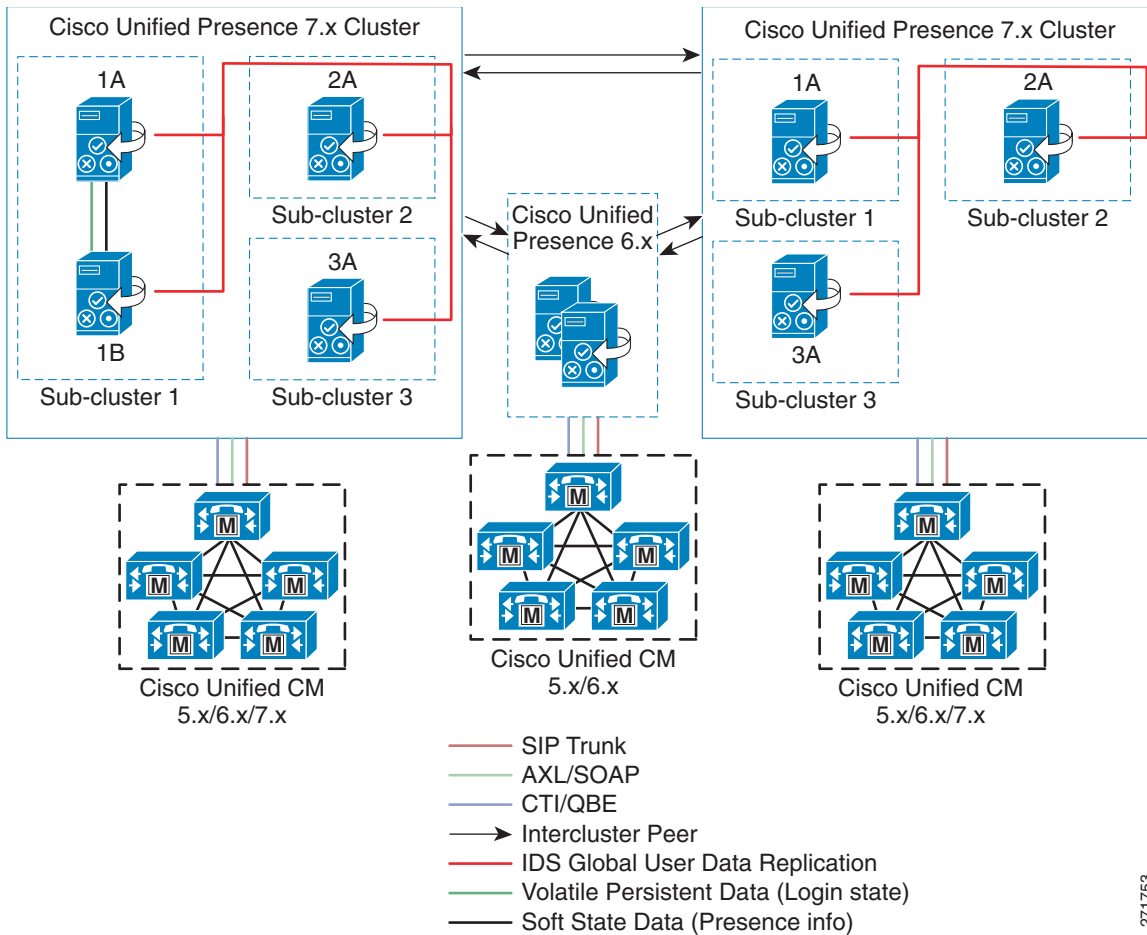 Cisco Unified Presence 7.x Cluster
1A
2A
Sub-cluster 2
3A
1B
Sub-cluster 1
Sub-cluster 3
Cisco Unified
Presence 6.x
Cisco Unified Presence 7.x Cluster
1A
2A
Sub-cluster 1
Sub-cluster 2
3A
Sub-cluster 3
M
M
M
M
M
Cisco Unified CM
5.x/6.x/7.x
M
M
M
M
M
Cisco Unified CM
5.x/6.x
M
M
M
M
M
Cisco Unified CM
5.x/6.x/7.x
SIP Trunk
AXL/SOAP
CTI/QBE
Intercluster Peer
IDS Global User Data Replication
Volatile Persistent Data (Login state)
Soft State Data (Presence info)
271753